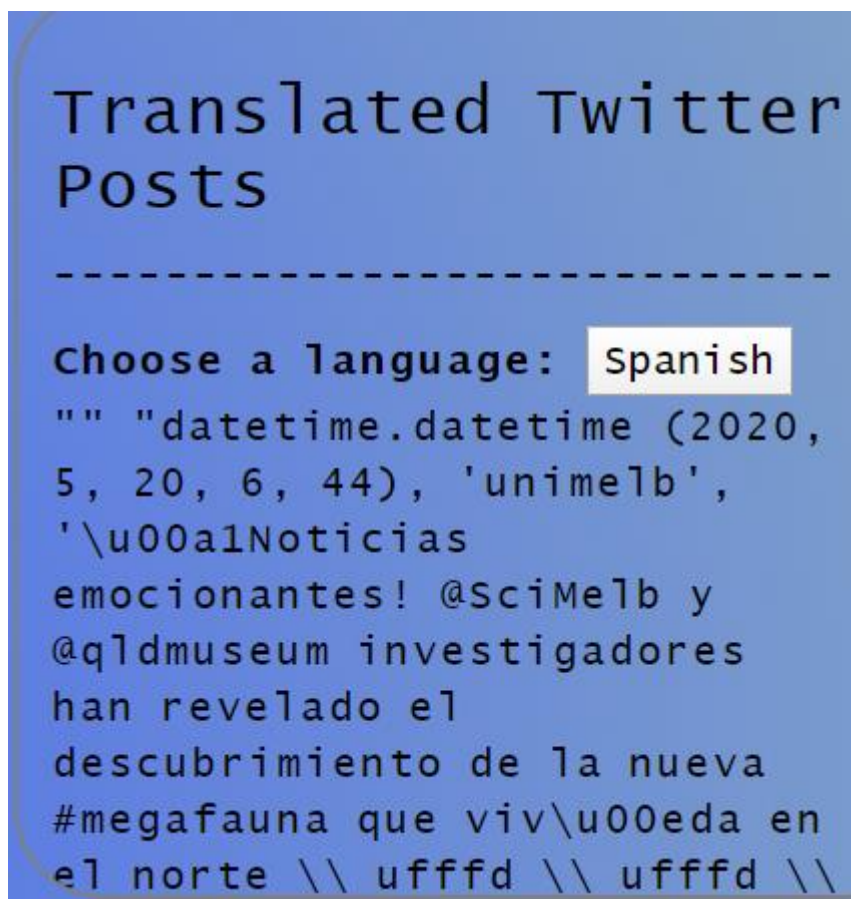 Translated Twitter
Posts
------------------------------
Choose a language: Spanish
"" "datetime.datetime (2020,
5, 20, 6, 44), 'unimelb',
'\u00a1Noticias
emocionantes! @SciMelb y
@qldmuseum investigadores
han revelado el
descubrimiento de la nueva
#megafauna que viv\u00eda en
el norte \\ ufffd \\ ufffd \\